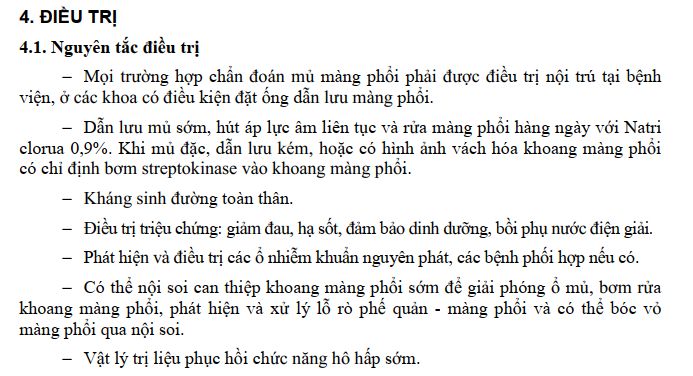 4. ĐIỀU TRỊ
4.1. Nguyên tắc điều trị
– Mọi trường hợp chẩn đoán mủ màng phổi phải được điều trị nội trú tại bệnh
viện, ở các khoa có điều kiện đặt ống dẫn lưu màng phổi.
– Dẫn lưu mủ sớm, hút áp lực âm liên tục và rửa màng phổi hàng ngày với Natri
clorua 0,9%. Khi mủ đặc, dẫn lưu kém, hoặc có hình ảnh vách hóa khoang màng phổi
có chỉ định bơm streptokinase vào khoang màng phổi.
– Kháng sinh đường toàn thân.
– Điều trị triệu chứng: giảm đau, hạ sốt, đảm bảo dinh dưỡng, bồi phụ nước điện giải.
– Phát hiện và điều trị các ổ nhiễm khuẩn nguyên phát, các bệnh phối hợp nếu có.
– Có thể nội soi can thiệp khoang màng phổi sớm để giải phóng ổ mủ, bơm rửa
khoang màng phổi, phát hiện và xử lý lỗ rò phế quản - màng phổi và có thể bóc vỏ
màng phổi qua nội soi.
– Vật lý trị liệu phục hồi chức năng hô hấp sớm.